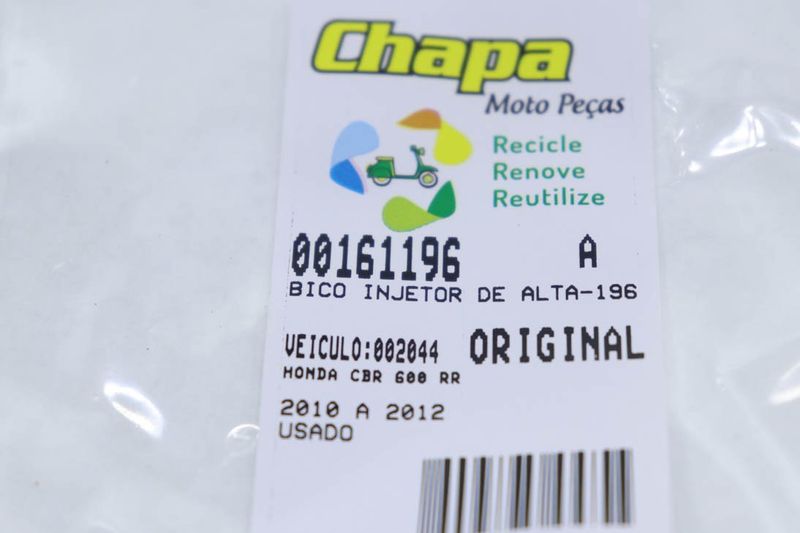 Chapa
Moto Peças
Recicle
Renove
Reutilize
00161196 A
BICO INJETOR DE ALTA-196
VEICULO:002044 ORIGINAL
HONDA CBR 600 RR
2010 A 2012
USADO